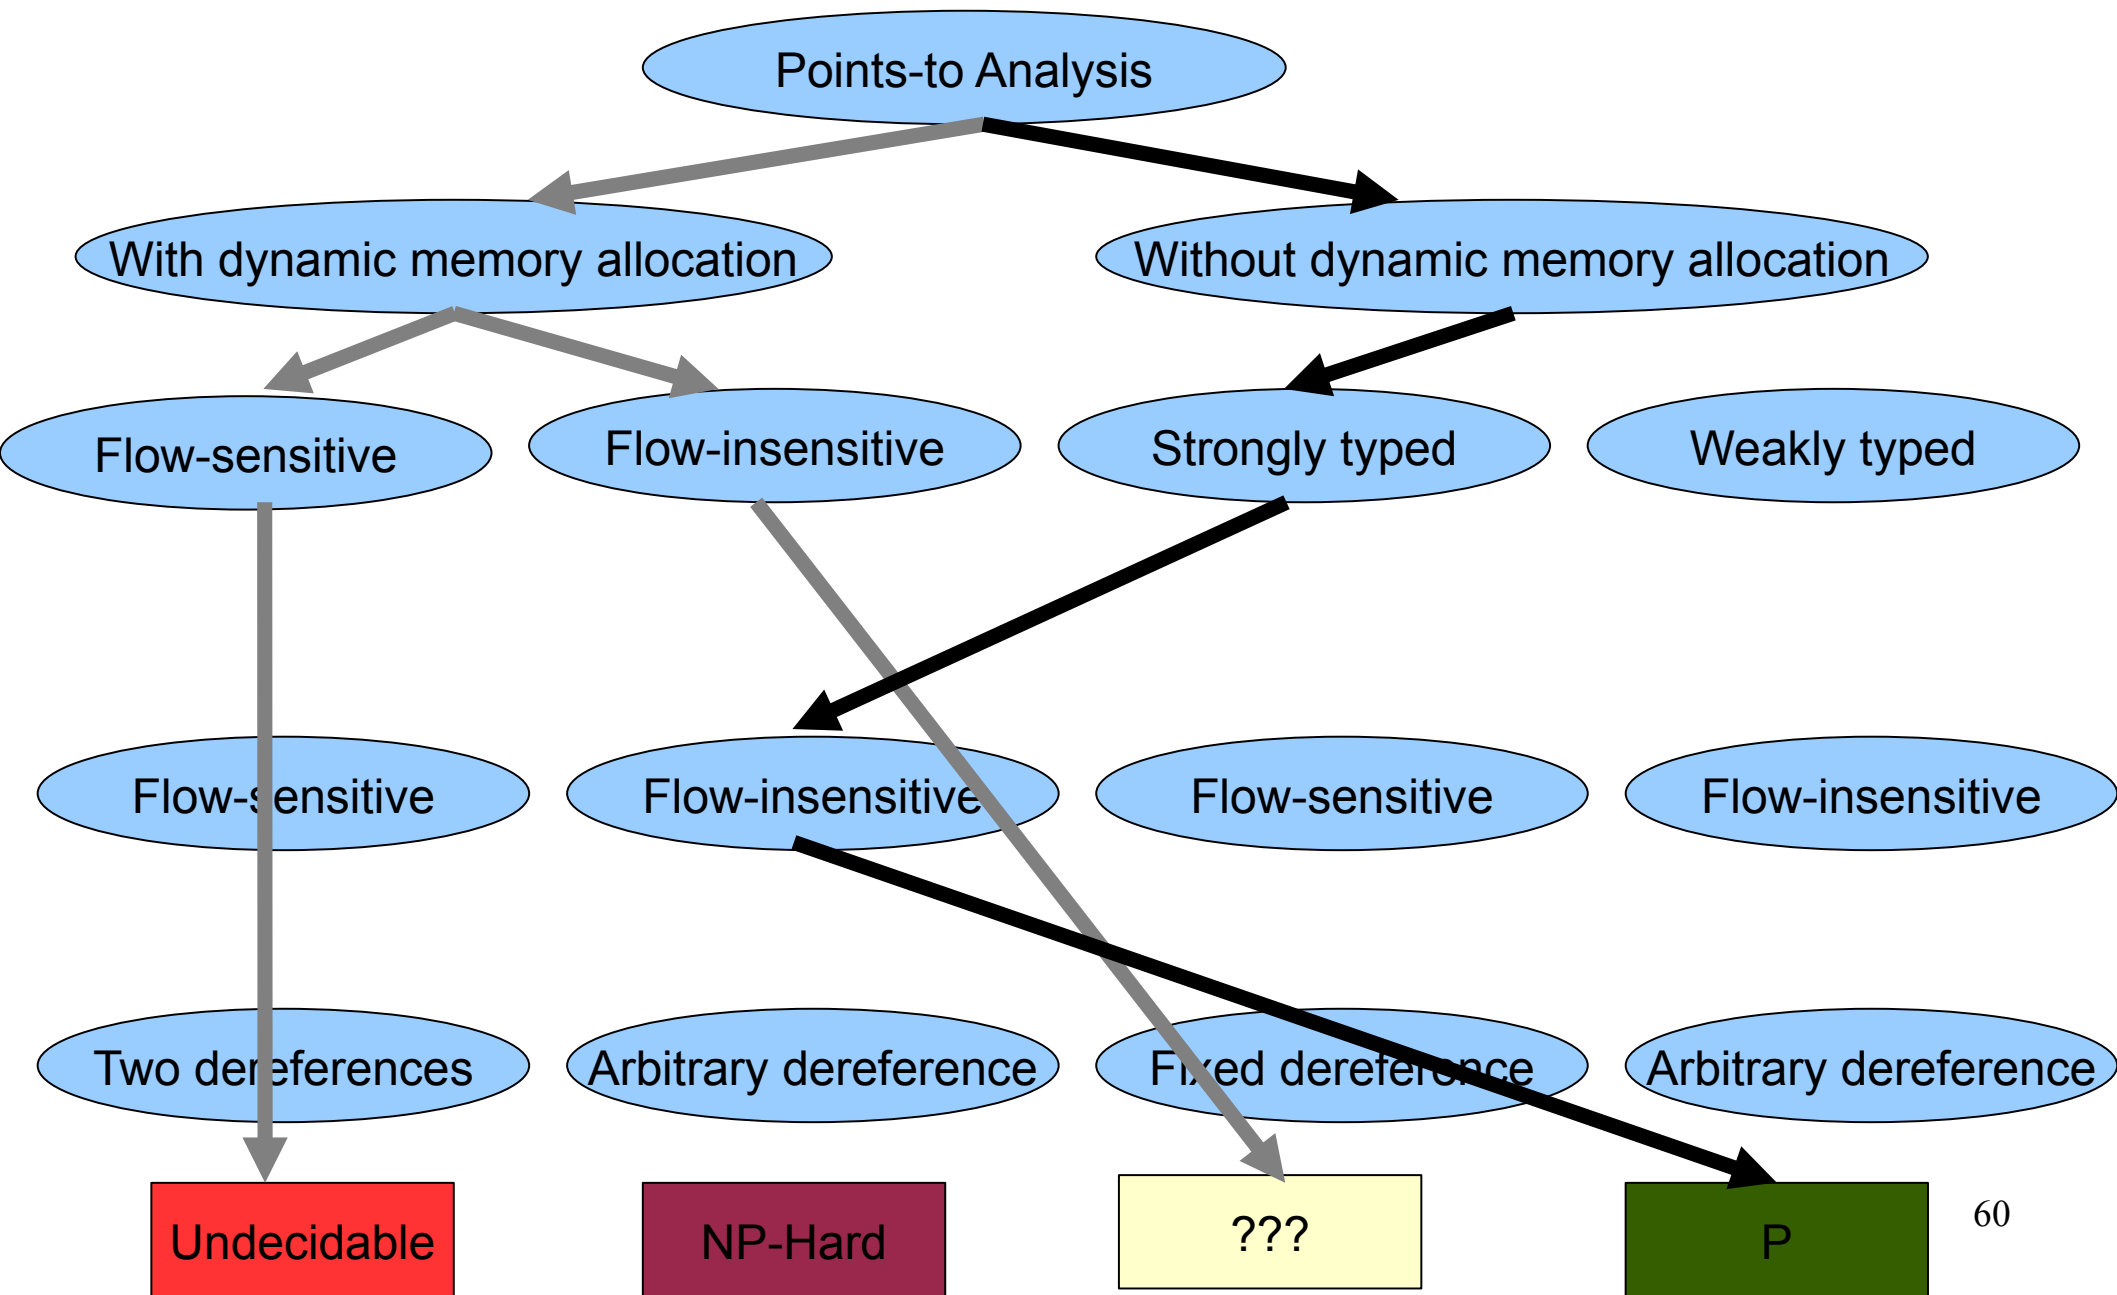 Points-to Analysis
With dynamic memory allocation
Without dynamic memory allocation
Flow-sensitive
Flow-insensitive
Strongly typed
Weakly typed
Flow-sensitive
Flow-insensitive
Flow-sensitive
Flow-insensitive
Two dereferences
Arbitrary dereference
Fixed dereference
Arbitrary dereference
Undecidable
NP-Hard
???
P
60